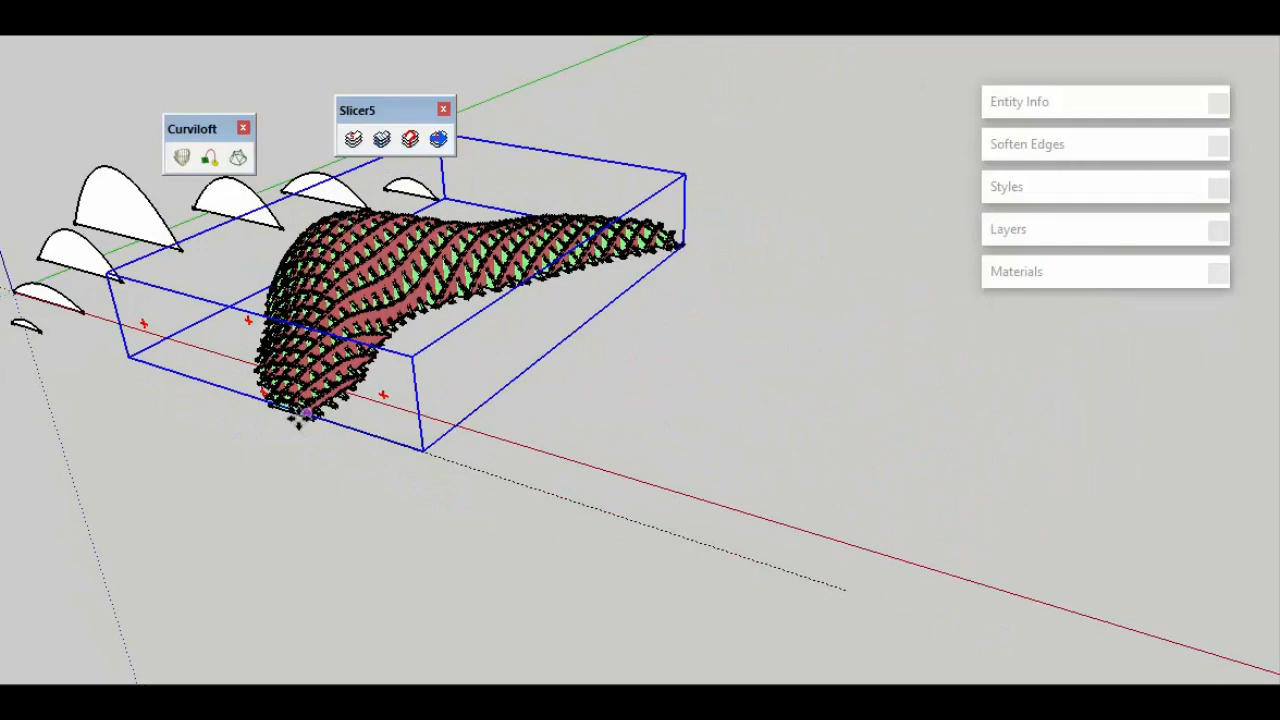 Slicer5
Curviloft
Entity Info
Soften Edges
Styles
Layers
Materials